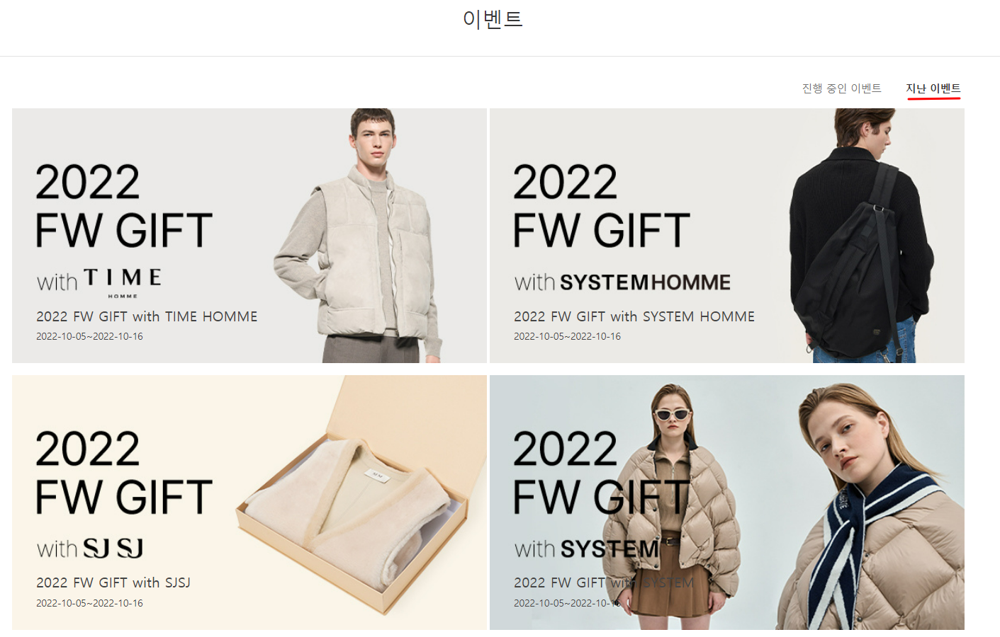 이벤트
진행 중인 이벤트 지난 이벤트
2022
FW GIFT
with TIME
HOMME
2022 FW GIFT with TIME HOMME
2022-10-05~2022-10-16
2022
FW GIFT
with SYSTEM HOMME
2022 FW GIFT with SYSTEM HOMME
2022-10-05~2022-10-16
2022
FW GIFT
with SJ SJ
2022 FW GIFT with SJSJ
2022-10-05~2022-10-16
2022
FW GIFT
with SYSTEM
2022 FW GIFT with SYSTEM
2022-10-05~2022-10-16